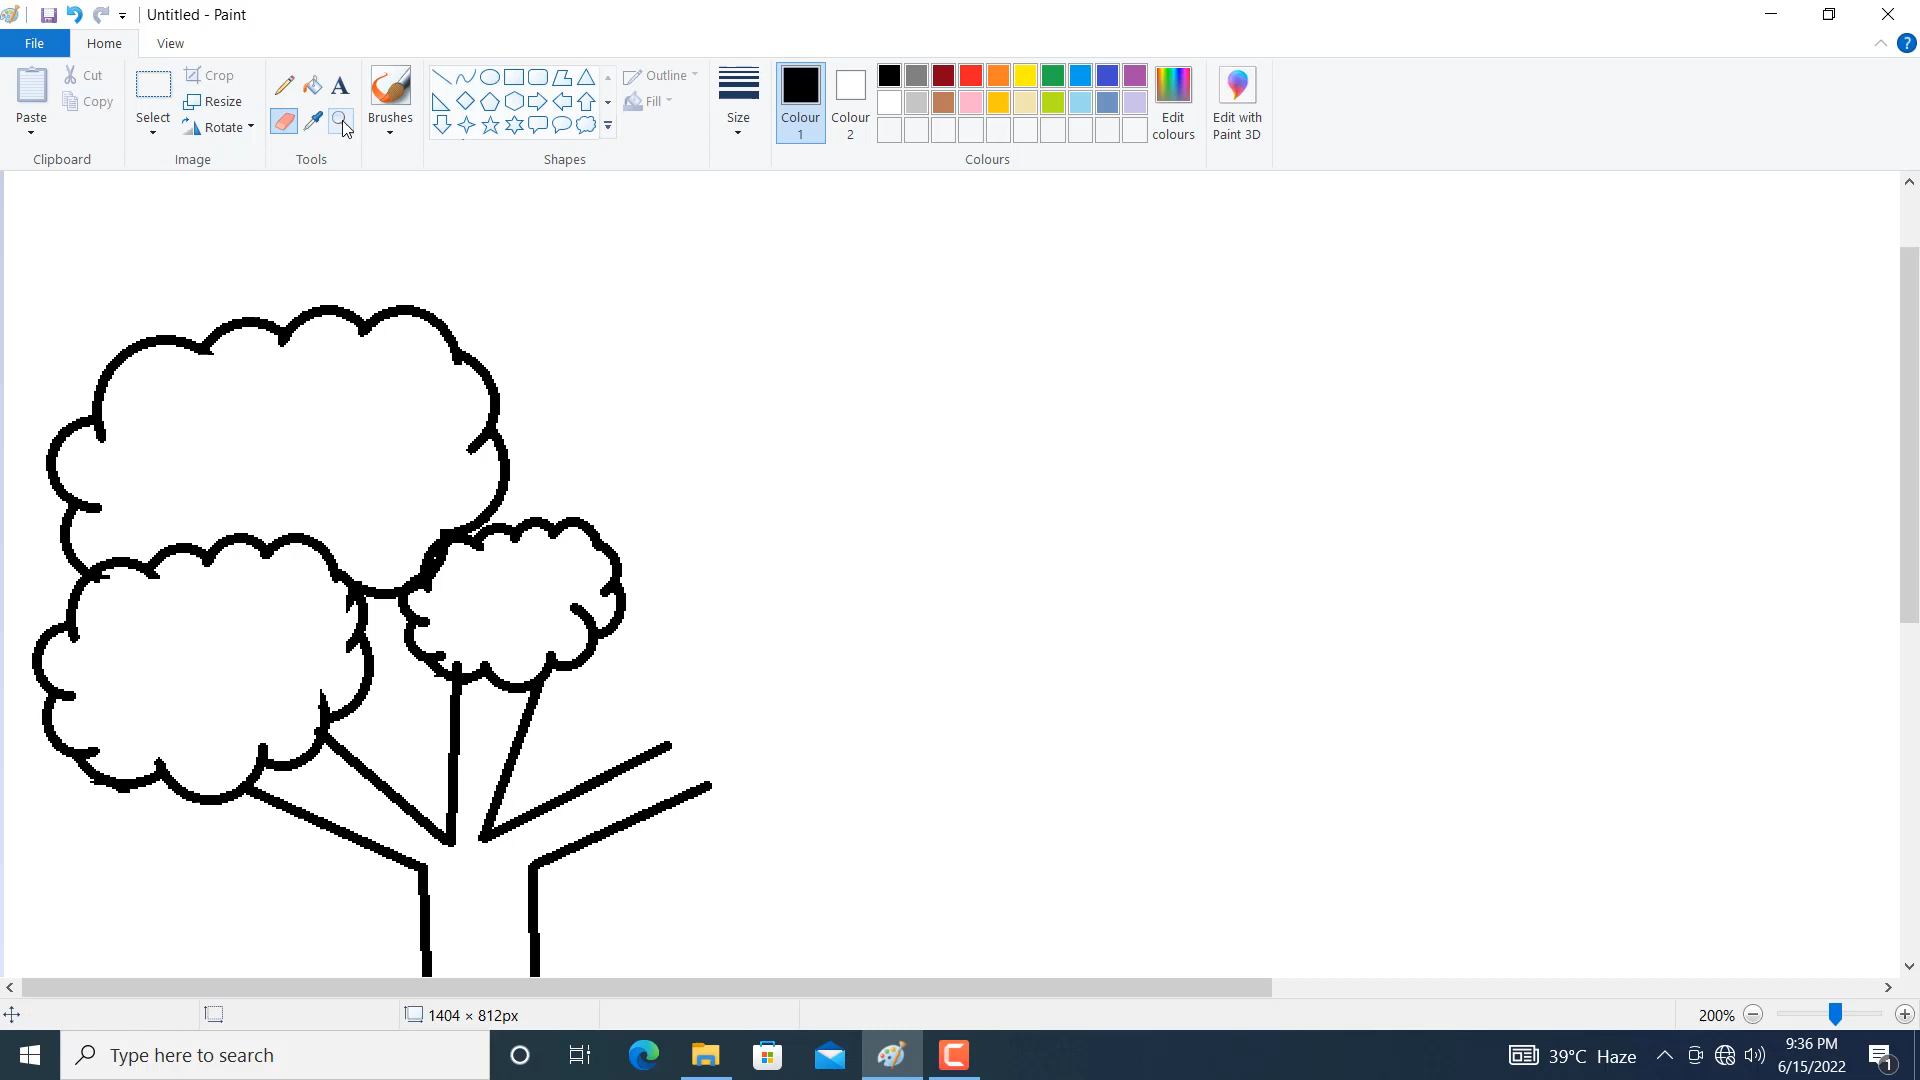 Untitled - Paint
File Home View
Paste
Cut
Copy
Clipboard
Select
Crop
Resize
Rotate
Image
A
Tools
Brushes
Shapes
Outline
Fill
Size
Colour 1
Colour 2
Colours
Edit colours
Edit with Paint 3D
?
1404 × 812px
200%
Type here to search
39°C Haze
9:36 PM
6/15/2022
1